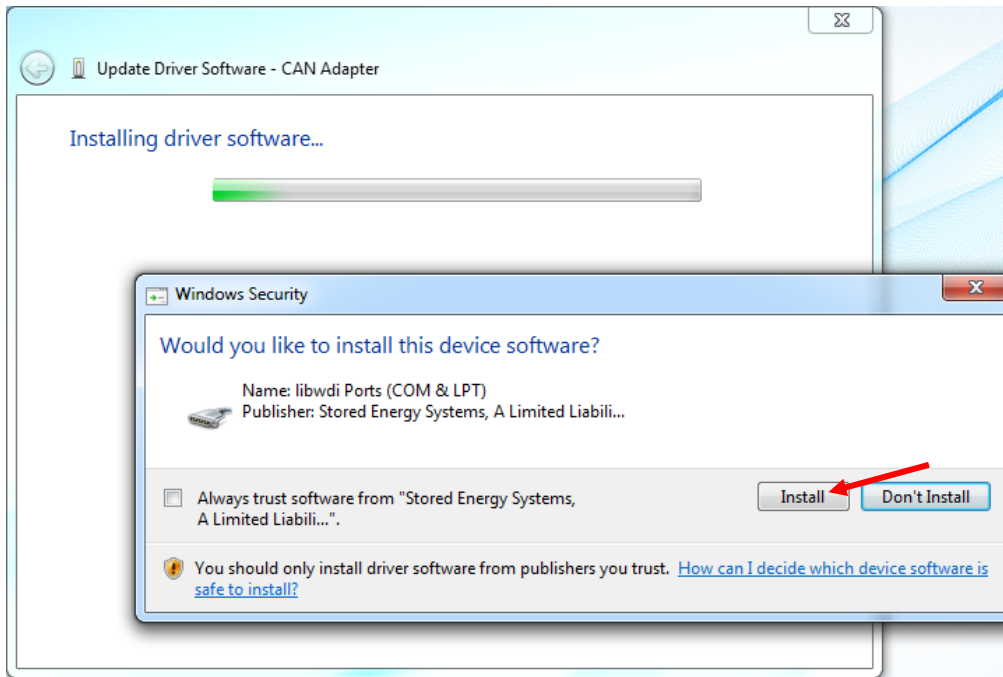 Update Driver Software - CAN Adapter
Installing driver software...
Windows Security
Would you like to install this device software?
Name: libwdi Ports (COM & LPT)
Publisher: Stored Energy Systems, A Limited Liabili...
Always trust software from "Stored Energy Systems,
A Limited Liabili...".
Install
Don't Install
You should only install driver software from publishers you trust. How can I decide which device software is
safe to install?